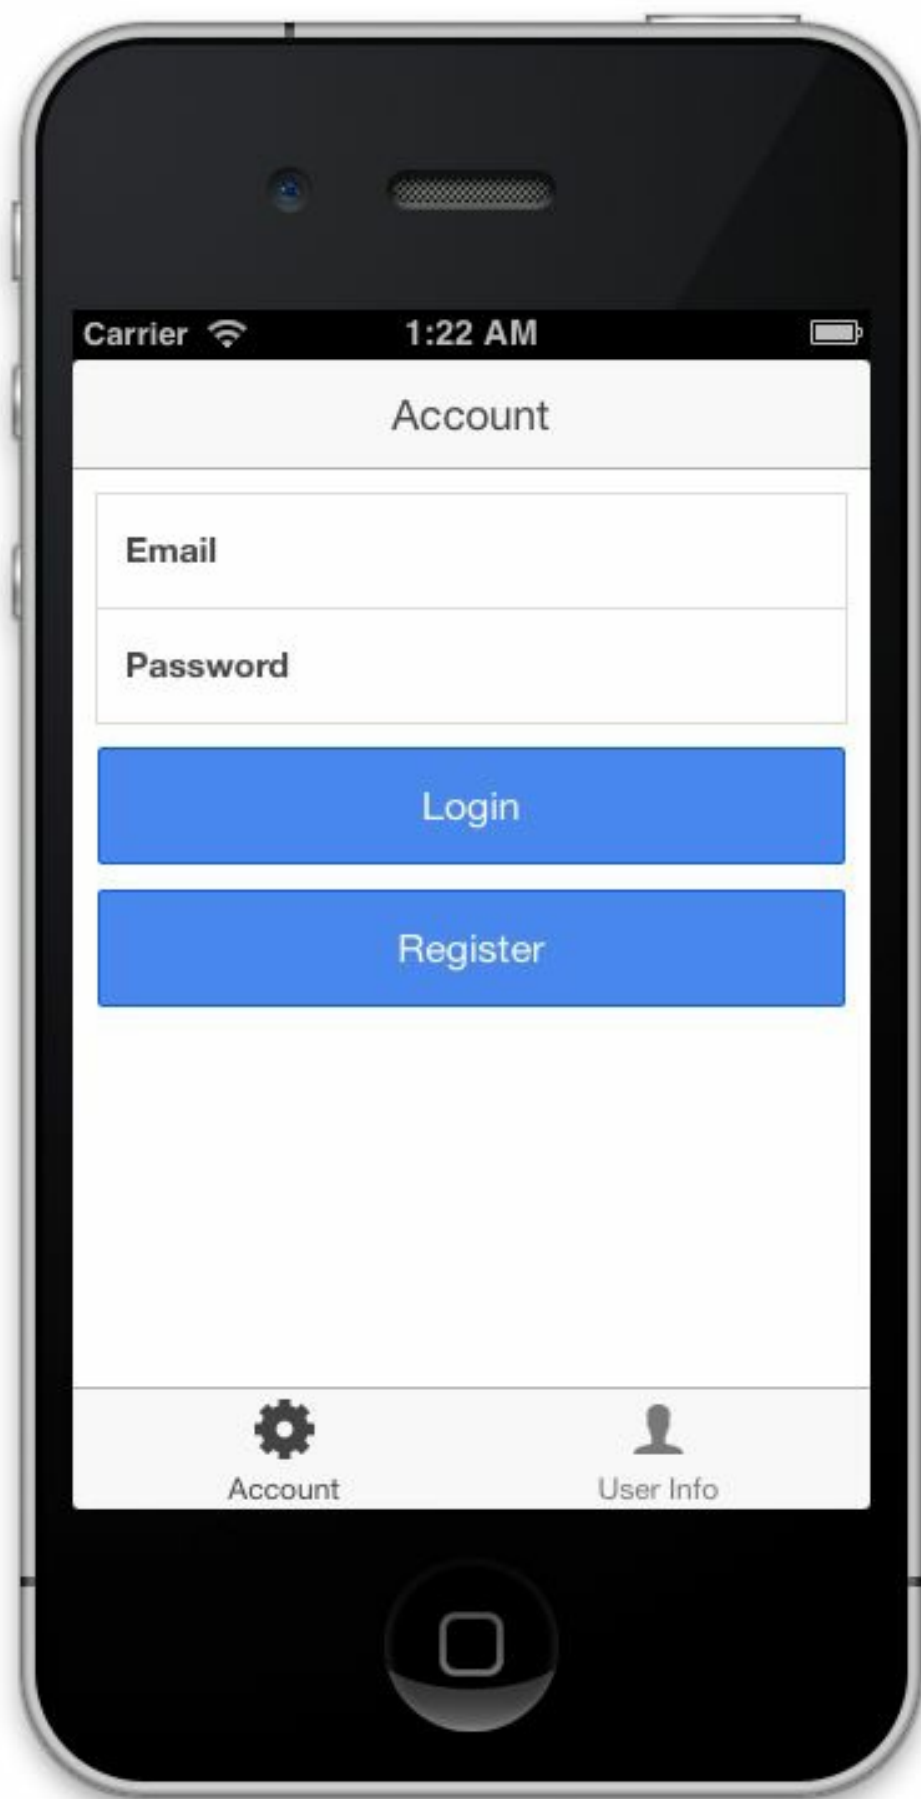 Carrier 1:22 AM
Account
Email
Password
Login
Register
Account User Info